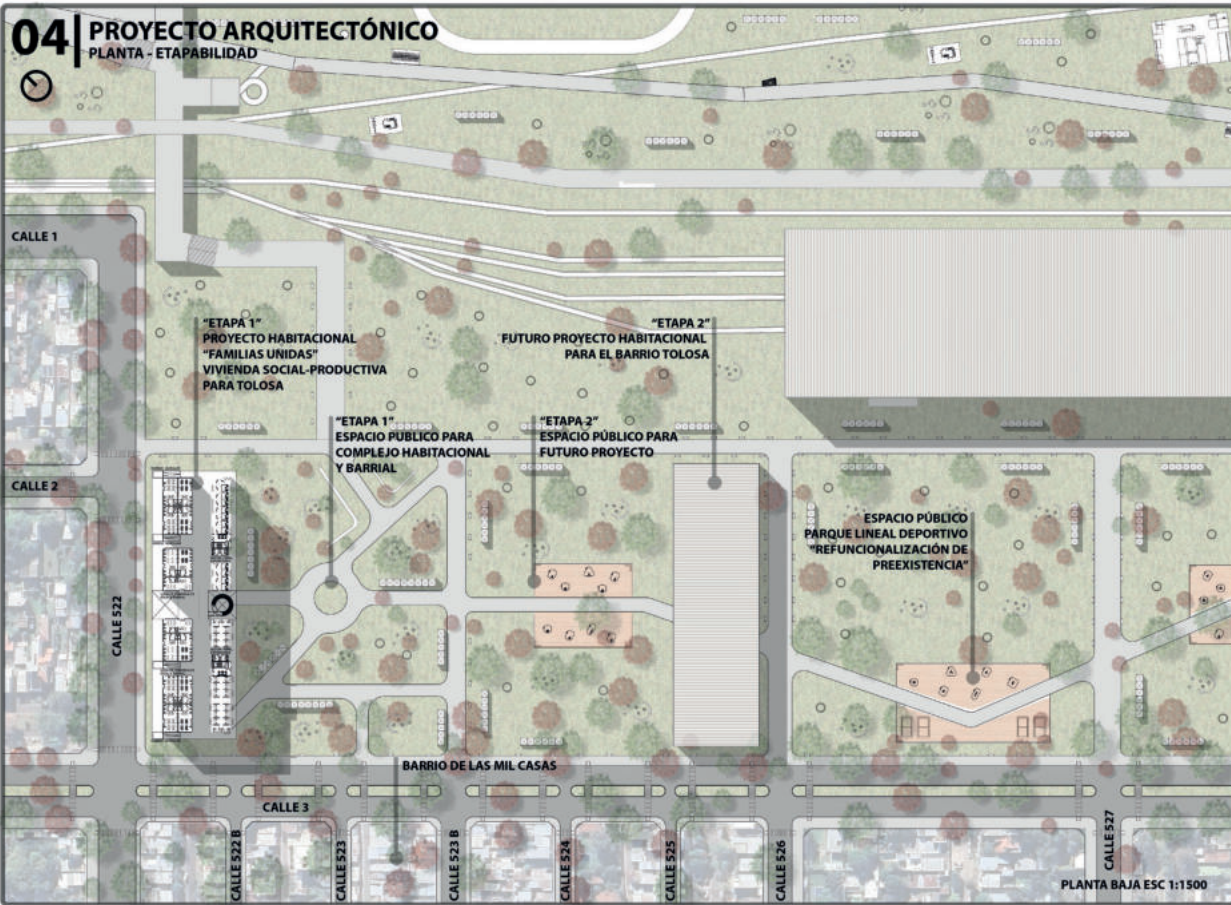 04 PROYECTO ARQUITECTÓNICO
PLANTA - ETAPABILIDAD
CALLE 1
"ETAPA 1"
PROYECTO HABITACIONAL
"FAMILIAS UNIDAS"
VIVIENDA SOCIAL-PRODUCTIVA
PARA TOLOSA
"ETAPA 2"
FUTURO PROYECTO HABITACIONAL
PARA EL BARRIO TOLOSA
"ETAPA 1"
ESPACIO PUBLICO PARA
COMPLEJO HABITACIONAL
Y BARRIAL
"ETAPA 2"
ESPACIO PÚBLICO PARA
FUTURO PROYECTO
CALLE 2
ESPACIO PÚBLICO
PARQUE LINEAL DEPORTIVO
"REFUNCIONALIZACIÓN DE
PREEXISTENCIA"
CALLE 522
BARRIO DE LAS MIL CASAS
CALLE 3
CALLE 522 B
CALLE 523
CALLE 523 B
CALLE 524
CALLE 525
CALLE 526
CALLE 527
PLANTA BAJA ESC 1:1500